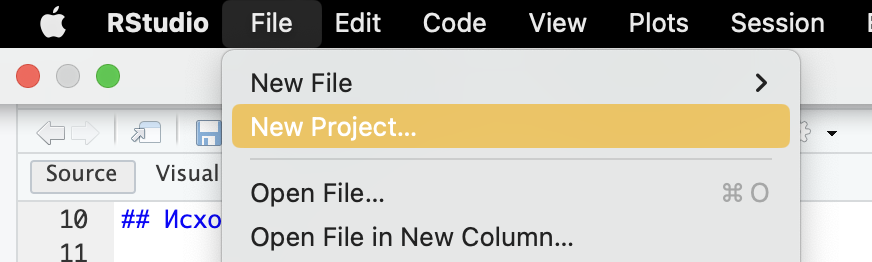 RStudio File Edit Code View Plots Session
New File
New Project...
Source Visual
Open File... ⌘ O
10 ## Исхо
Open File in New Column...
11